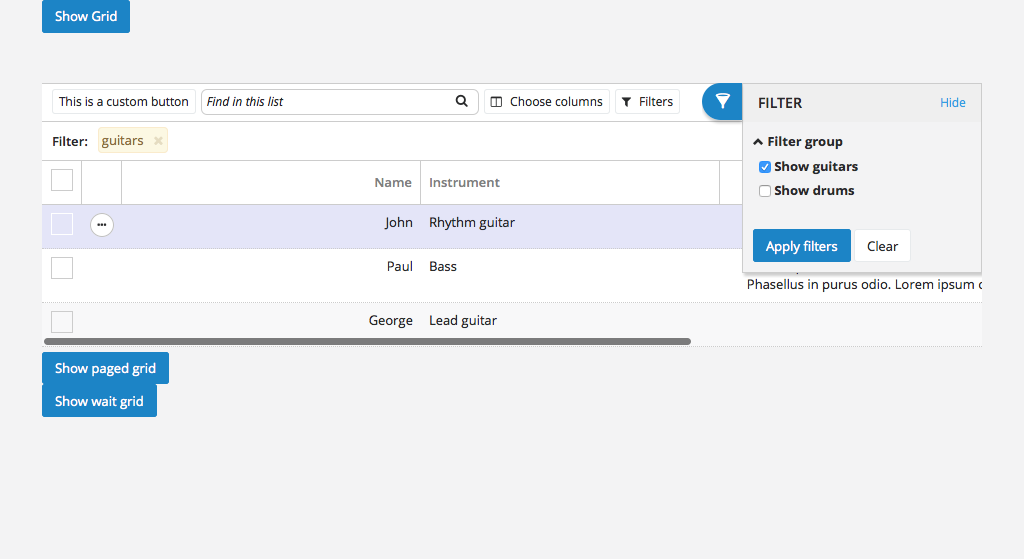 Show Grid
This is a custom button
Find in this list
Choose columns
Filters
FILTER
Hide
Filter: guitars
Filter group
Show guitars
Show drums
Apply filters
Clear
Name Instrument
John Rhythm guitar
Paul Bass
Phasellus in purus odio. Lorem ipsum
George Lead guitar
Show paged grid
Show wait grid